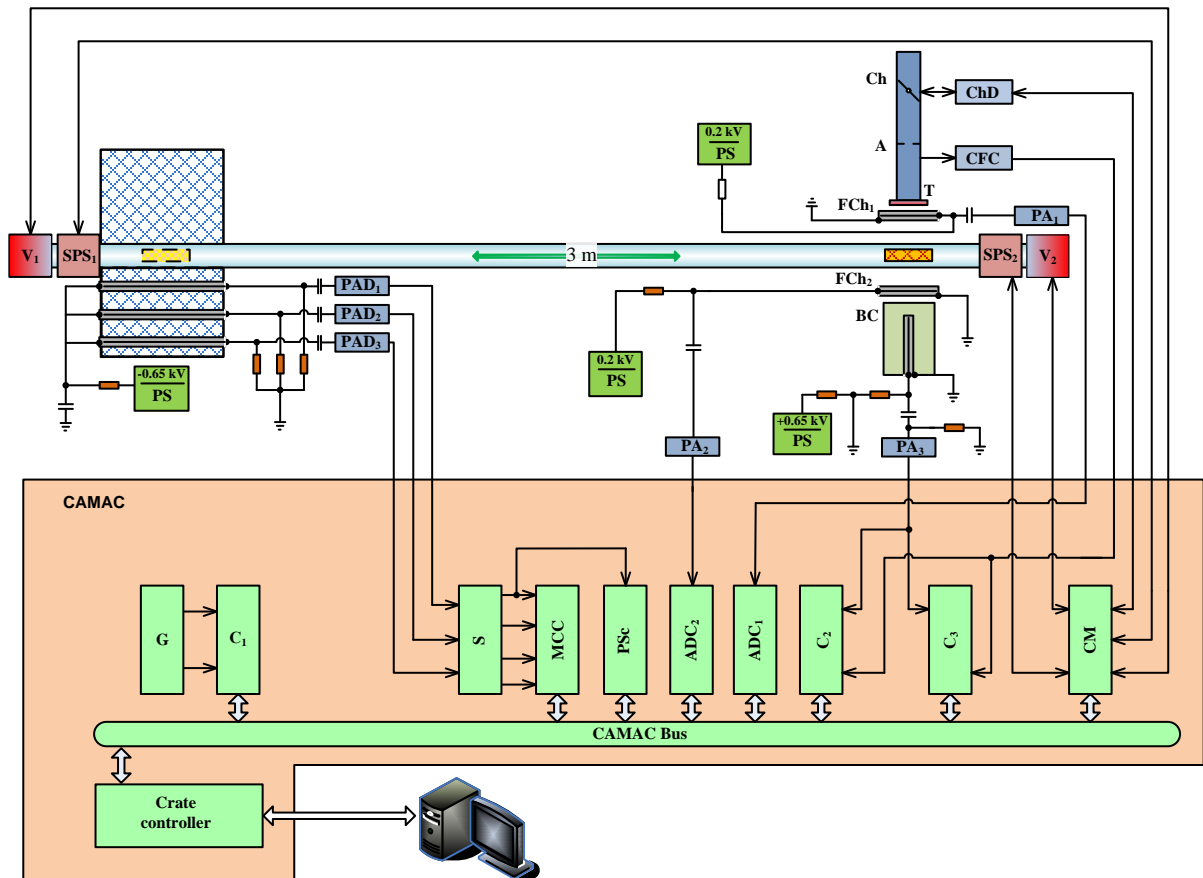 Ch
ChD
0.2 kV
PS
A
CFC
T
FCh1
PA1
V1
SPS1
3 m
SPS2
V2
PAD1
PAD2
PAD3
FCh2
BC
-0.65 kV
PS
0.2 kV
PS
+0.65 kV
PS
PA2
PA3
CAMAC
G
C1
S
MCC
PSc
ADC2
ADC1
C2
C3
CM
CAMAC Bus
Crate
controller